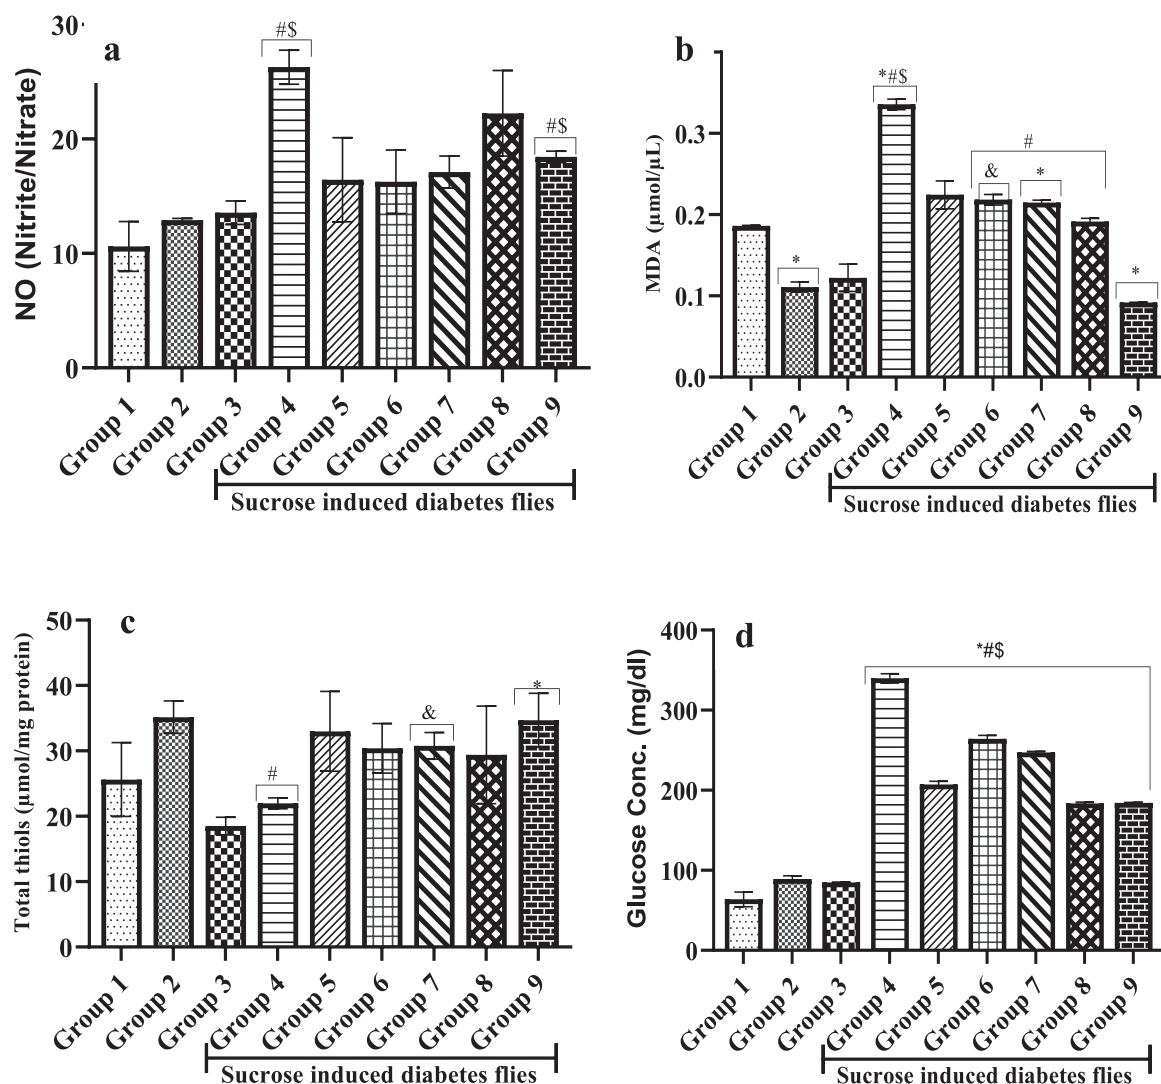 a
NO (Nitrite/Nitrate)
30
20
10
0
#$
#$
Group 1
Group 2
Group 3
Group 4
Group 5
Group 6
Group 7
Group 8
Group 9
Sucrose induced diabetes flies
b
MDA (μmol/μL)
0.3
0.2
0.1
0.0
*
*#$
#
&
*
*
Group 1
Group 2
Group 3
Group 4
Group 5
Group 6
Group 7
Group 8
Group 9
Sucrose induced diabetes flies
c
Total thiols (μmol/mg protein)
50
40
30
20
10
0
#
&
*
Group 1
Group 2
Group 3
Group 4
Group 5
Group 6
Group 7
Group 8
Group 9
Sucrose induced diabetes flies
d
Glucose Conc. (mg/dl)
400
300
200
100
0
*#$
Group 1
Group 2
Group 3
Group 4
Group 5
Group 6
Group 7
Group 8
Group 9
Sucrose induced diabetes flies